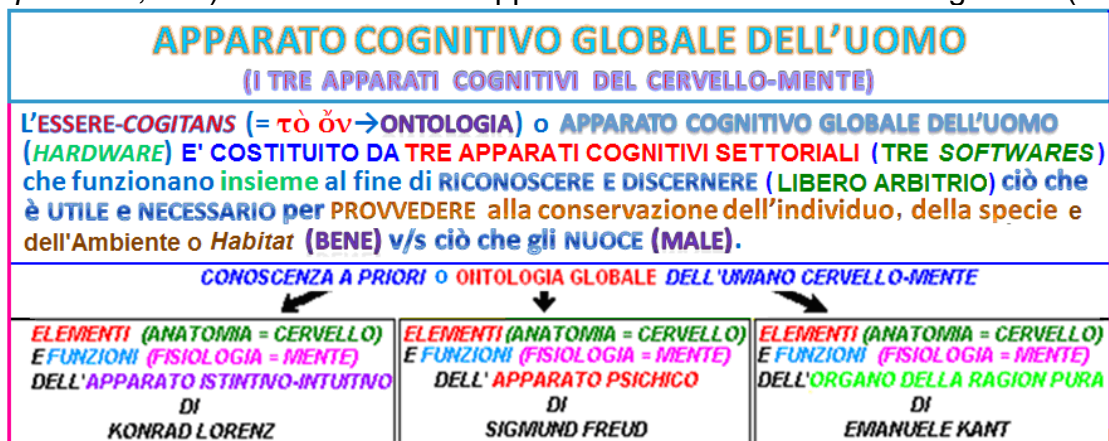 APPARATO COGNITIVO GLOBALE DELL'UOMO
(I TRE APPARATI COGNITIVI DEL CERVELLO-MENTE)
L'ESSERE-COGITANS (= τὸ ὄν→ONTOLOGIA) o APPARATO COGNITIVO GLOBALE DELL'UOMO
(HARDWARE) E' COSTITUITO DA TRE APPARATI COGNITIVI SETTORIALI (TRE SOFTWARES)
che funzionano insieme al fine di RICONOSCERE E DISCERNERE (LIBERO ARBITRIO) ciò che
è UTILE e NECESSARIO per PROVVEDERE alla conservazione dell'individuo, della specie e
dell'Ambiente o Habitat (BENE) v/s ciò che gli NUOCE (MALE).
CONOSCENZA A PRIORI O ONTOLOGIA GLOBALE DELL'UMANO CERVELLO-MENTE
ELEMENTI (ANATOMIA = CERVELLO)
E FUNZIONI (FISIOLOGIA = MENTE)
DELL'APPARATO ISTINTIVO-INTUITIVO
DI
KONRAD LORENZ
ELEMENTI (ANATOMIA = CERVELLO)
E FUNZIONI (FISIOLOGIA = MENTE)
DELL' APPARATO PSICHICO
DI
SIGMUND FREUD
ELEMENTI (ANATOMIA = CERVELLO)
E FUNZIONI (FISIOLOGIA = MENTE)
DELL'ORGANO DELLA RAGION PURA
DI
EMANUELE KANT